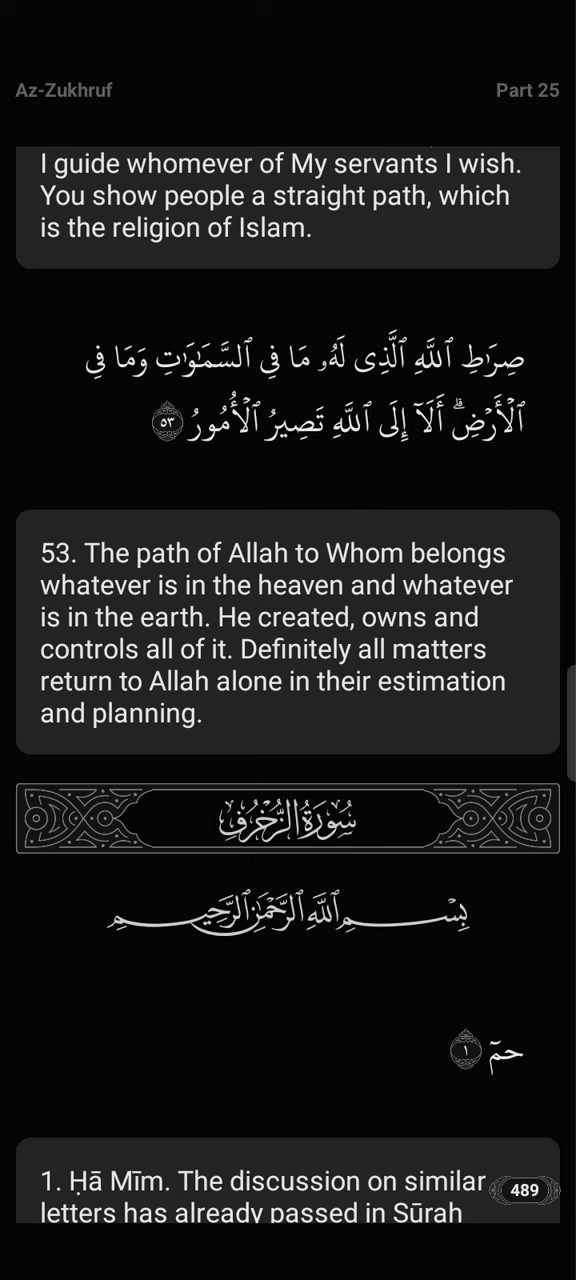 Az-Zukhruf
Part 25
I guide whomever of My servants I wish.
You show people a straight path, which
is the religion of Islam.
صِرَٰطِ ٱللَّهِ ٱلَّذِى لَهُۥ مَا فِى ٱلسَّمَٰوَٰتِ وَمَا فِى
ٱلْأَرْضِ ۗ أَلَآ إِلَى ٱللَّهِ تَصِيرُ ٱلْأُمُورُ ٥٣
53. The path of Allah to Whom belongs
whatever is in the heaven and whatever
is in the earth. He created, owns and
controls all of it. Definitely all matters
return to Allah alone in their estimation
and planning.
سُورَةُ الزُّخْرُفِ
بِسْمِ ٱللَّهِ ٱلرَّحْمَٰنِ ٱلرَّحِيمِ
حمٓ ١
1. Ḥā Mīm. The discussion on similar
489
letters has already passed in Sūrah